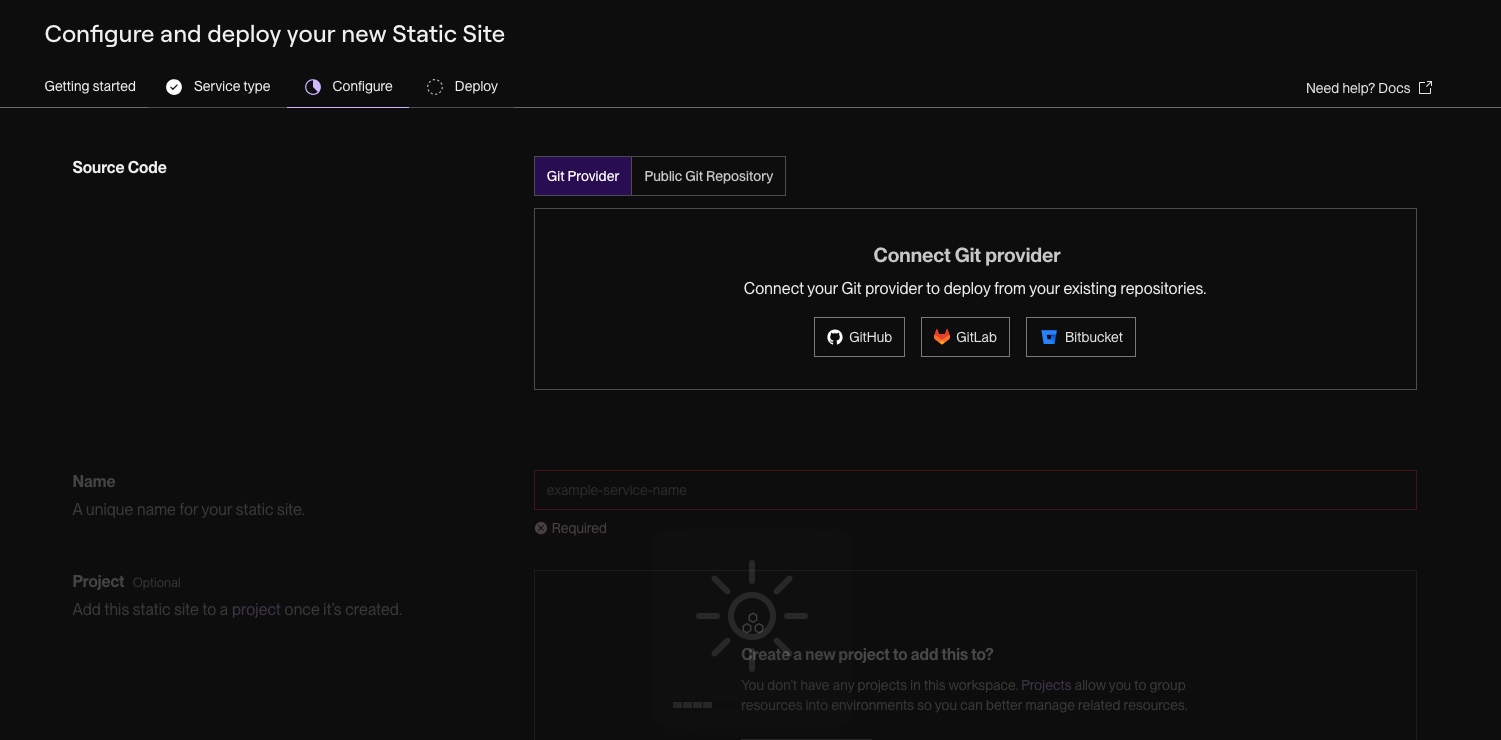 Configure and deploy your new Static Site
Getting started
Service type
Configure
Deploy
Need help? Docs
Source Code
Git Provider
Public Git Repository
Connect Git provider
Connect your Git provider to deploy from your existing repositories.
GitHub
GitLab
Bitbucket
Name
A unique name for your static site.
example-service-name
Required
Project Optional
Add this static site to a project once it's created.
Create a new project to add this to?
You don't have any projects in this workspace. Projects allow you to group
resources into environments so you can better manage related resources.